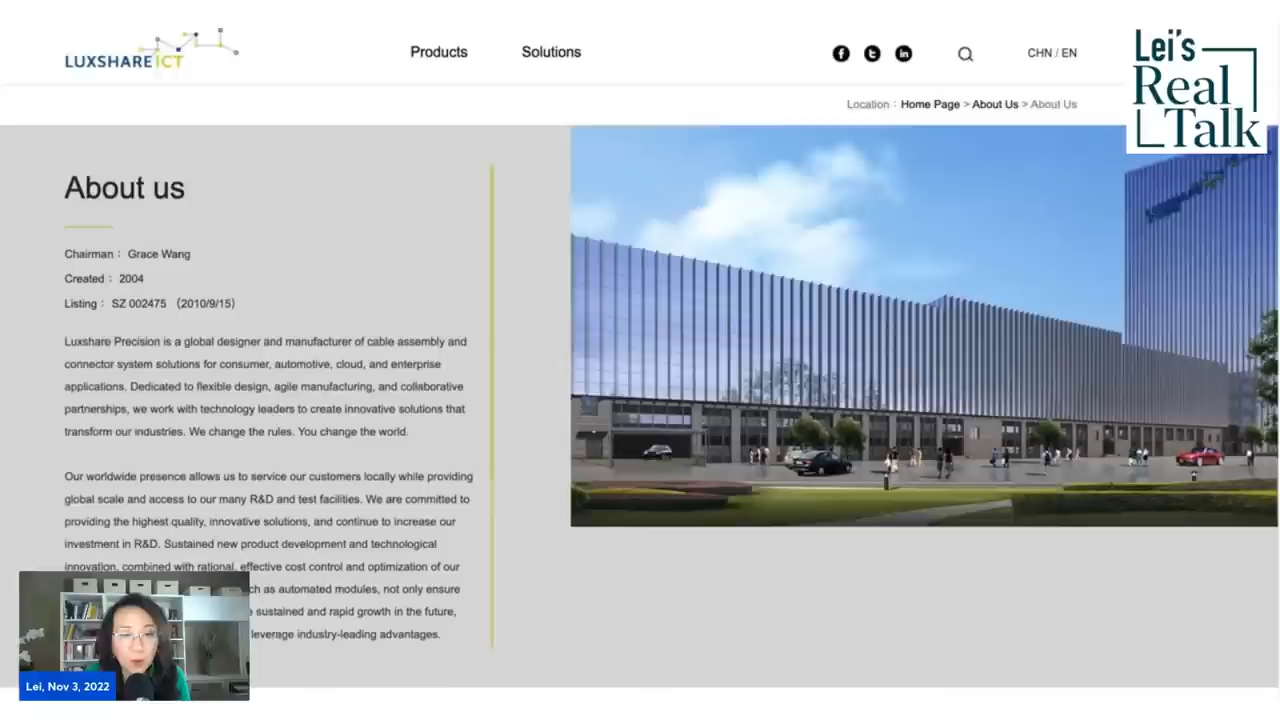 LUXSHARE ICT
Products
Solutions
CHN / EN
Lei's
Real
Talk
Location : Home Page > About Us > About Us
About us
Chairman : Grace Wang
Created : 2004
Listing : SZ 002475 (2010/9/15)
Luxshare Precision is a global designer and manufacturer of cable assembly and
connector system solutions for consumer, automotive, cloud, and enterprise
applications. Dedicated to flexible design, agile manufacturing, and collaborative
partnerships, we work with technology leaders to create innovative solutions that
transform our industries. We change the rules. You change the world.
Our worldwide presence allows us to service our customers locally while providing
global scale and access to our many R&D and test facilities. We are committed to
providing the highest quality, innovative solutions, and continue to increase our
investment in R&D. Sustained new product development and technological
innovation, combined with rational, effective cost control and optimization of our
as automated modules, not only ensure
sustained and rapid growth in the future,
leverage industry-leading advantages.
Lei, Nov 3, 2022